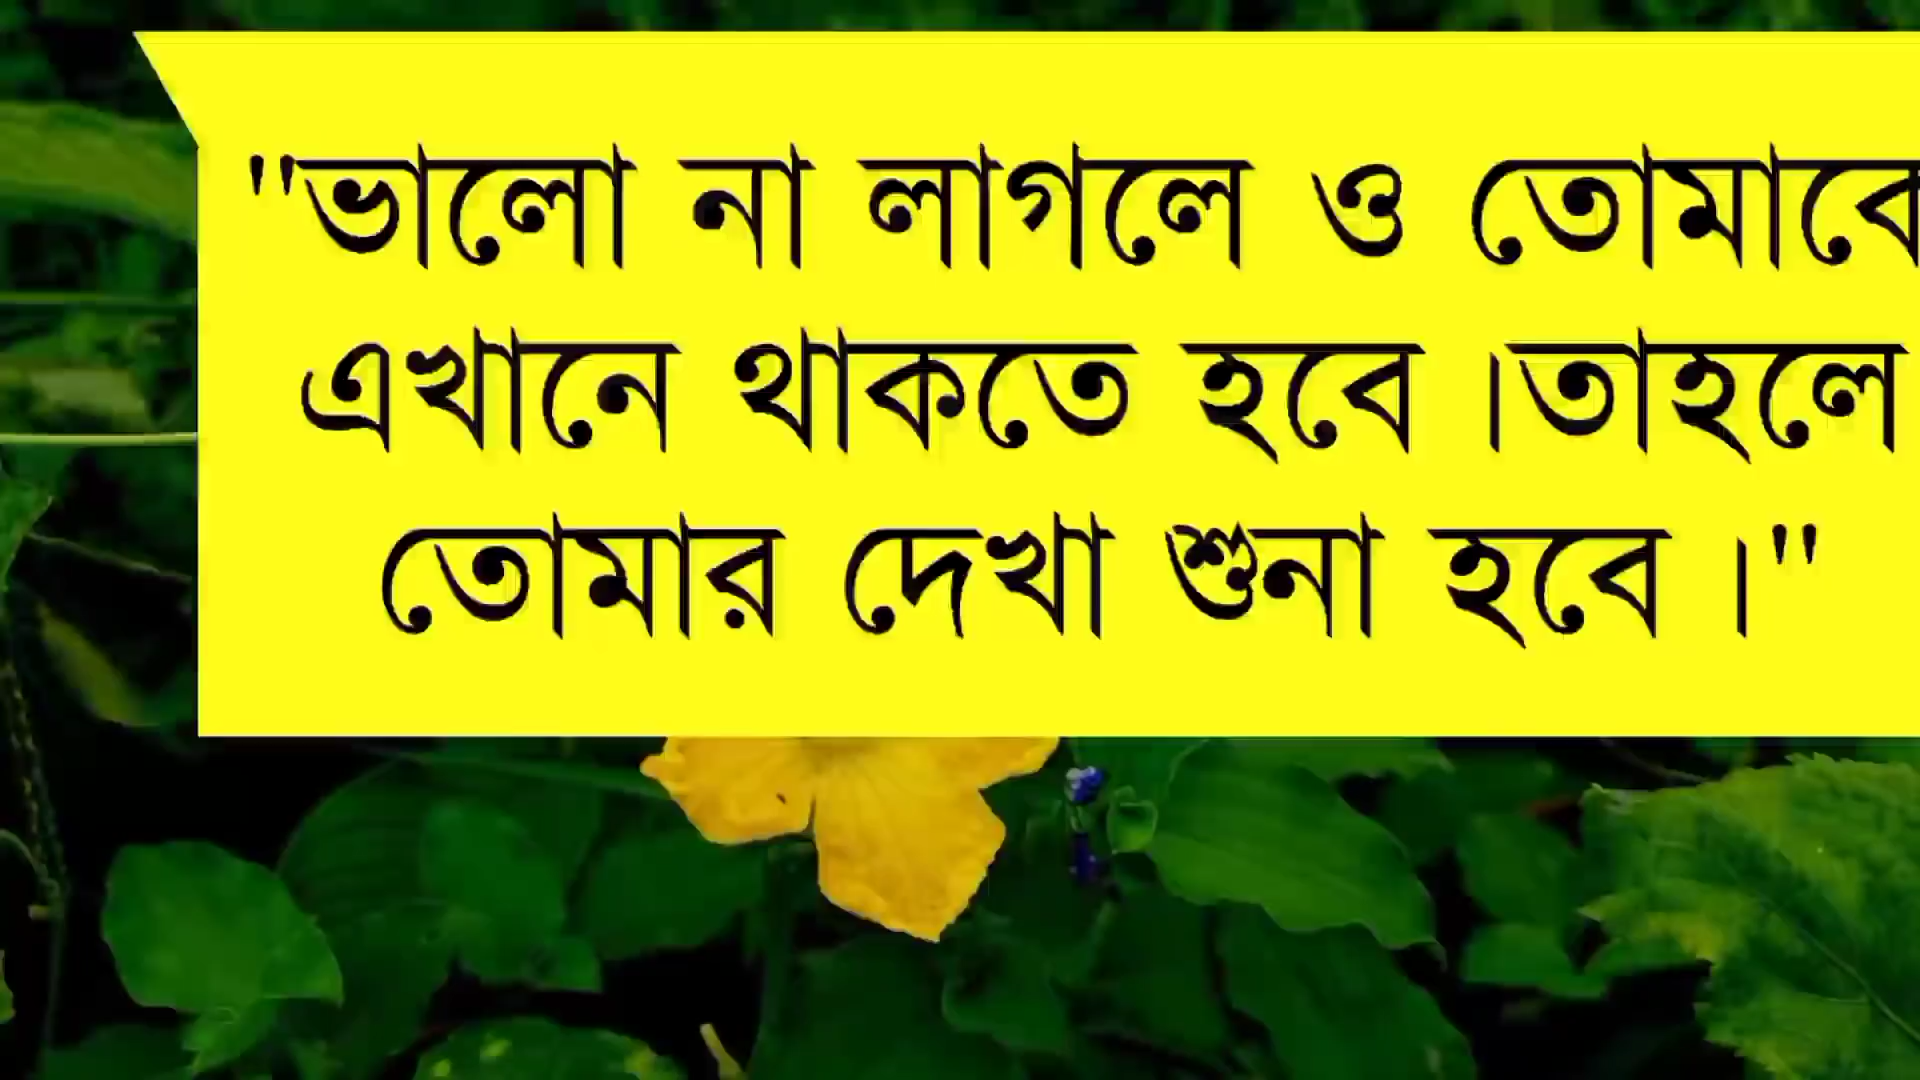 "ভালো না লাগলে ও তোমাকে
এখানে থাকতে হবে ।তাহলে
তোমার দেখা শুনা হবে ।"